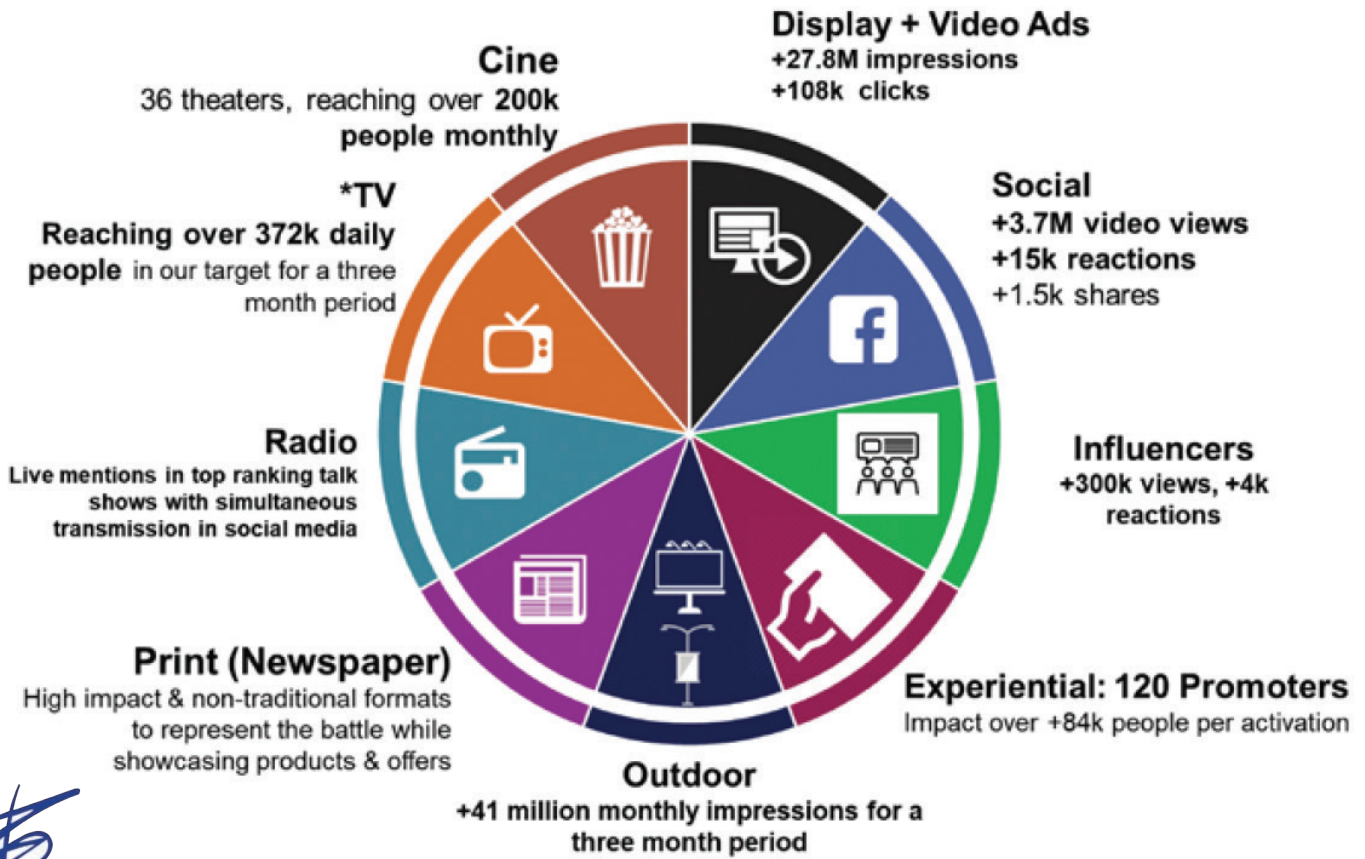 Display + Video Ads
+27.8M impressions
+108k clicks
Social
+3.7M video views
+15k reactions
+1.5k shares
Influencers
+300k views, +4k
reactions
Experiential: 120 Promoters
Impact over +84k people per activation
Outdoor
+41 million monthly impressions for a
three month period
Print (Newspaper)
High impact & non-traditional formats
to represent the battle while
showcasing products & offers
Radio
Live mentions in top ranking talk
shows with simultaneous
transmission in social media
*TV
Reaching over 372k daily
people in our target for a three
month period
Cine
36 theaters, reaching over 200k
people monthly
f